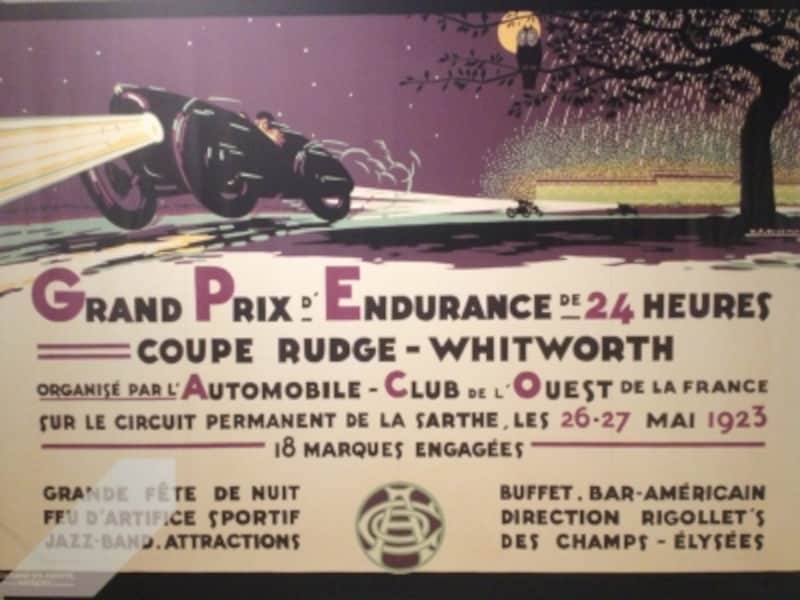 GRAND PRIX D'ENDURANCE DE 24 HEURES
COUPE RUDGE - WHITWORTH
ORGANISÉ PAR L'AUTOMOBILE - CLUB DE L'OUEST DE LA FRANCE
SUR LE CIRCUIT PERMANENT DE LA SARTHE, LES 26-27 MAI 1923
18 MARQUES ENGAGÉES
GRANDE FÊTE DE NUIT
FEU D'ARTIFICE SPORTIF
JAZZ-BAND. ATTRACTIONS
BUFFET. BAR-AMÉRICAIN
DIRECTION RIGOLLET'S
DES CHAMPS - ÉLYSÉES